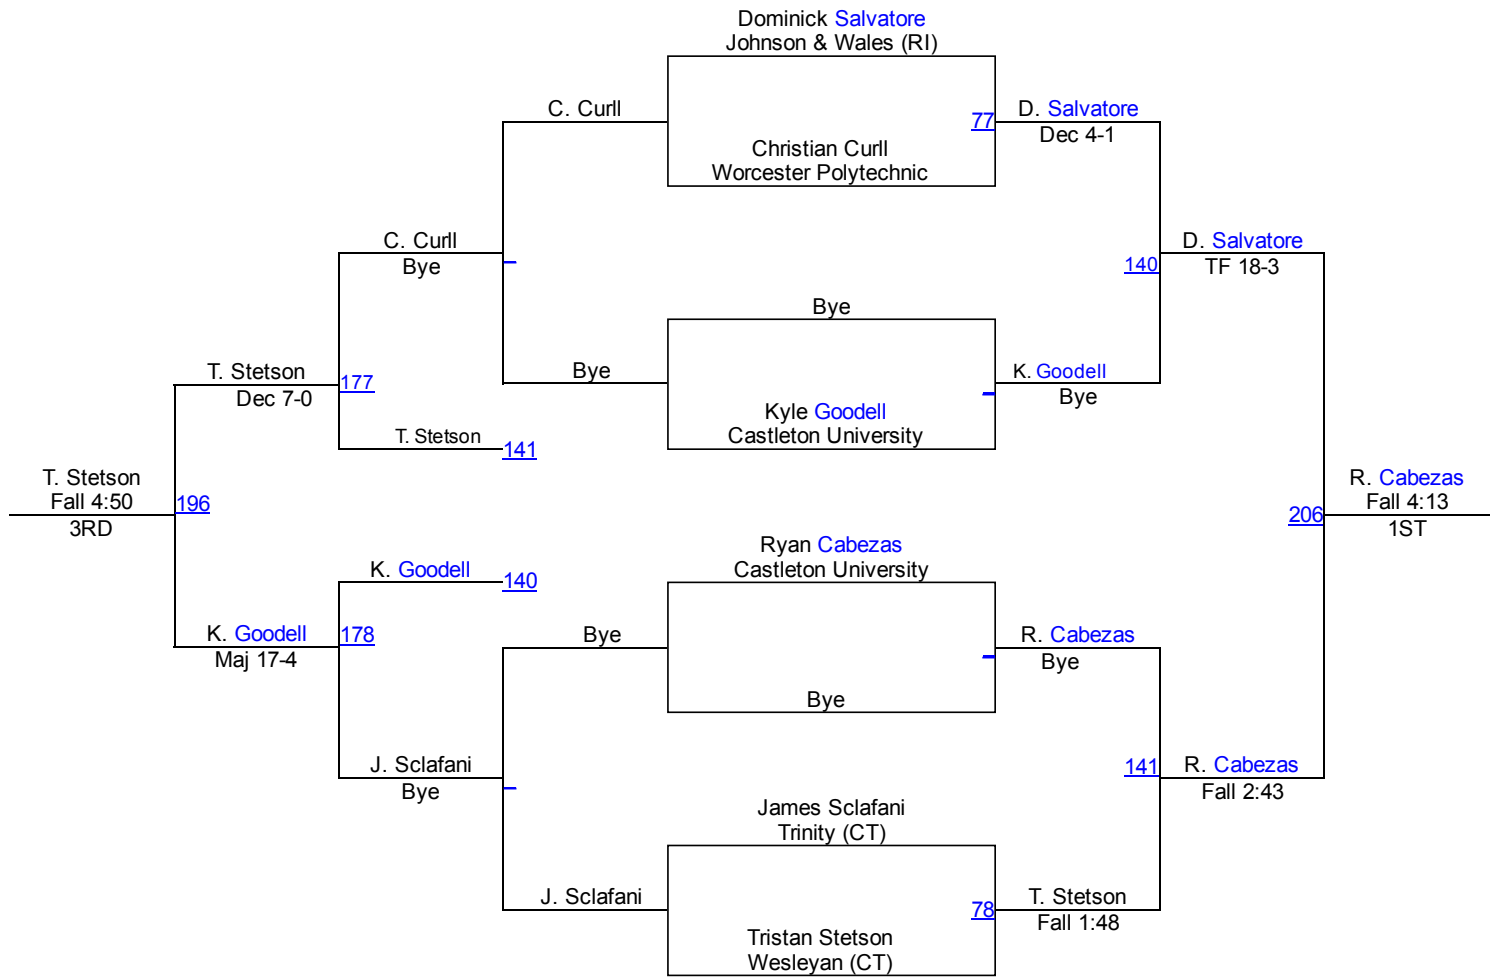 Dominick Salvatore
Johnson & Wales (RI)
C. Curll
77
D. Salvatore
Dec 4-1
Christian Curll
Worcester Polytechnic
C. Curll
Bye
140
D. Salvatore
TF 18-3
Bye
T. Stetson
Dec 7-0
177
Bye
K. Goodell
Bye
Kyle Goodell
Castleton University
T. Stetson
141
T. Stetson
Fall 4:50
3RD
196
R. Cabezas
Fall 4:13
1ST
206
Ryan Cabezas
Castleton University
K. Goodell
140
K. Goodell
Maj 17-4
178
Bye
R. Cabezas
Bye
Bye
J. Sclafani
Bye
141
R. Cabezas
Fall 2:43
James Sclafani
Trinity (CT)
J. Sclafani
78
T. Stetson
Fall 1:48
Tristan Stetson
Wesleyan (CT)